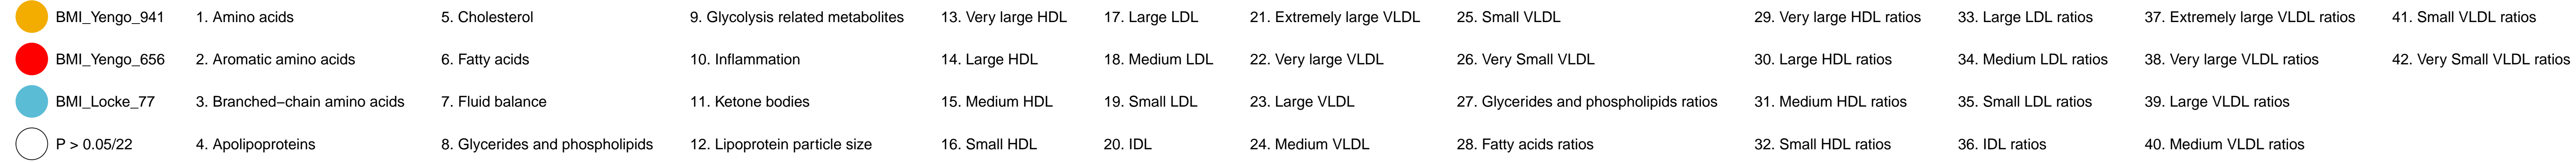 BMI_Yengo_941 1. Amino acids 5. Cholesterol 9. Glycolysis related metabolites 13. Very large HDL 17. Large LDL 21. Extremely large VLDL 25. Small VLDL 29. Very large HDL ratios 33. Large LDL ratios 37. Extremely large VLDL ratios 41. Small VLDL ratios
BMI_Yengo_656 2. Aromatic amino acids 6. Fatty acids 10. Inflammation 14. Large HDL 18. Medium LDL 22. Very large VLDL 26. Very Small VLDL 30. Large HDL ratios 34. Medium LDL ratios 38. Very large VLDL ratios 42. Very Small VLDL ratios
BMI_Locke_77 3. Branched−chain amino acids 7. Fluid balance 11. Ketone bodies 15. Medium HDL 19. Small LDL 23. Large VLDL 27. Glycerides and phospholipids ratios 31. Medium HDL ratios 35. Small LDL ratios 39. Large VLDL ratios
P > 0.05/22 4. Apolipoproteins 8. Glycerides and phospholipids 12. Lipoprotein particle size 16. Small HDL 20. IDL 24. Medium VLDL 28. Fatty acids ratios 32. Small HDL ratios 36. IDL ratios 40. Medium VLDL ratios